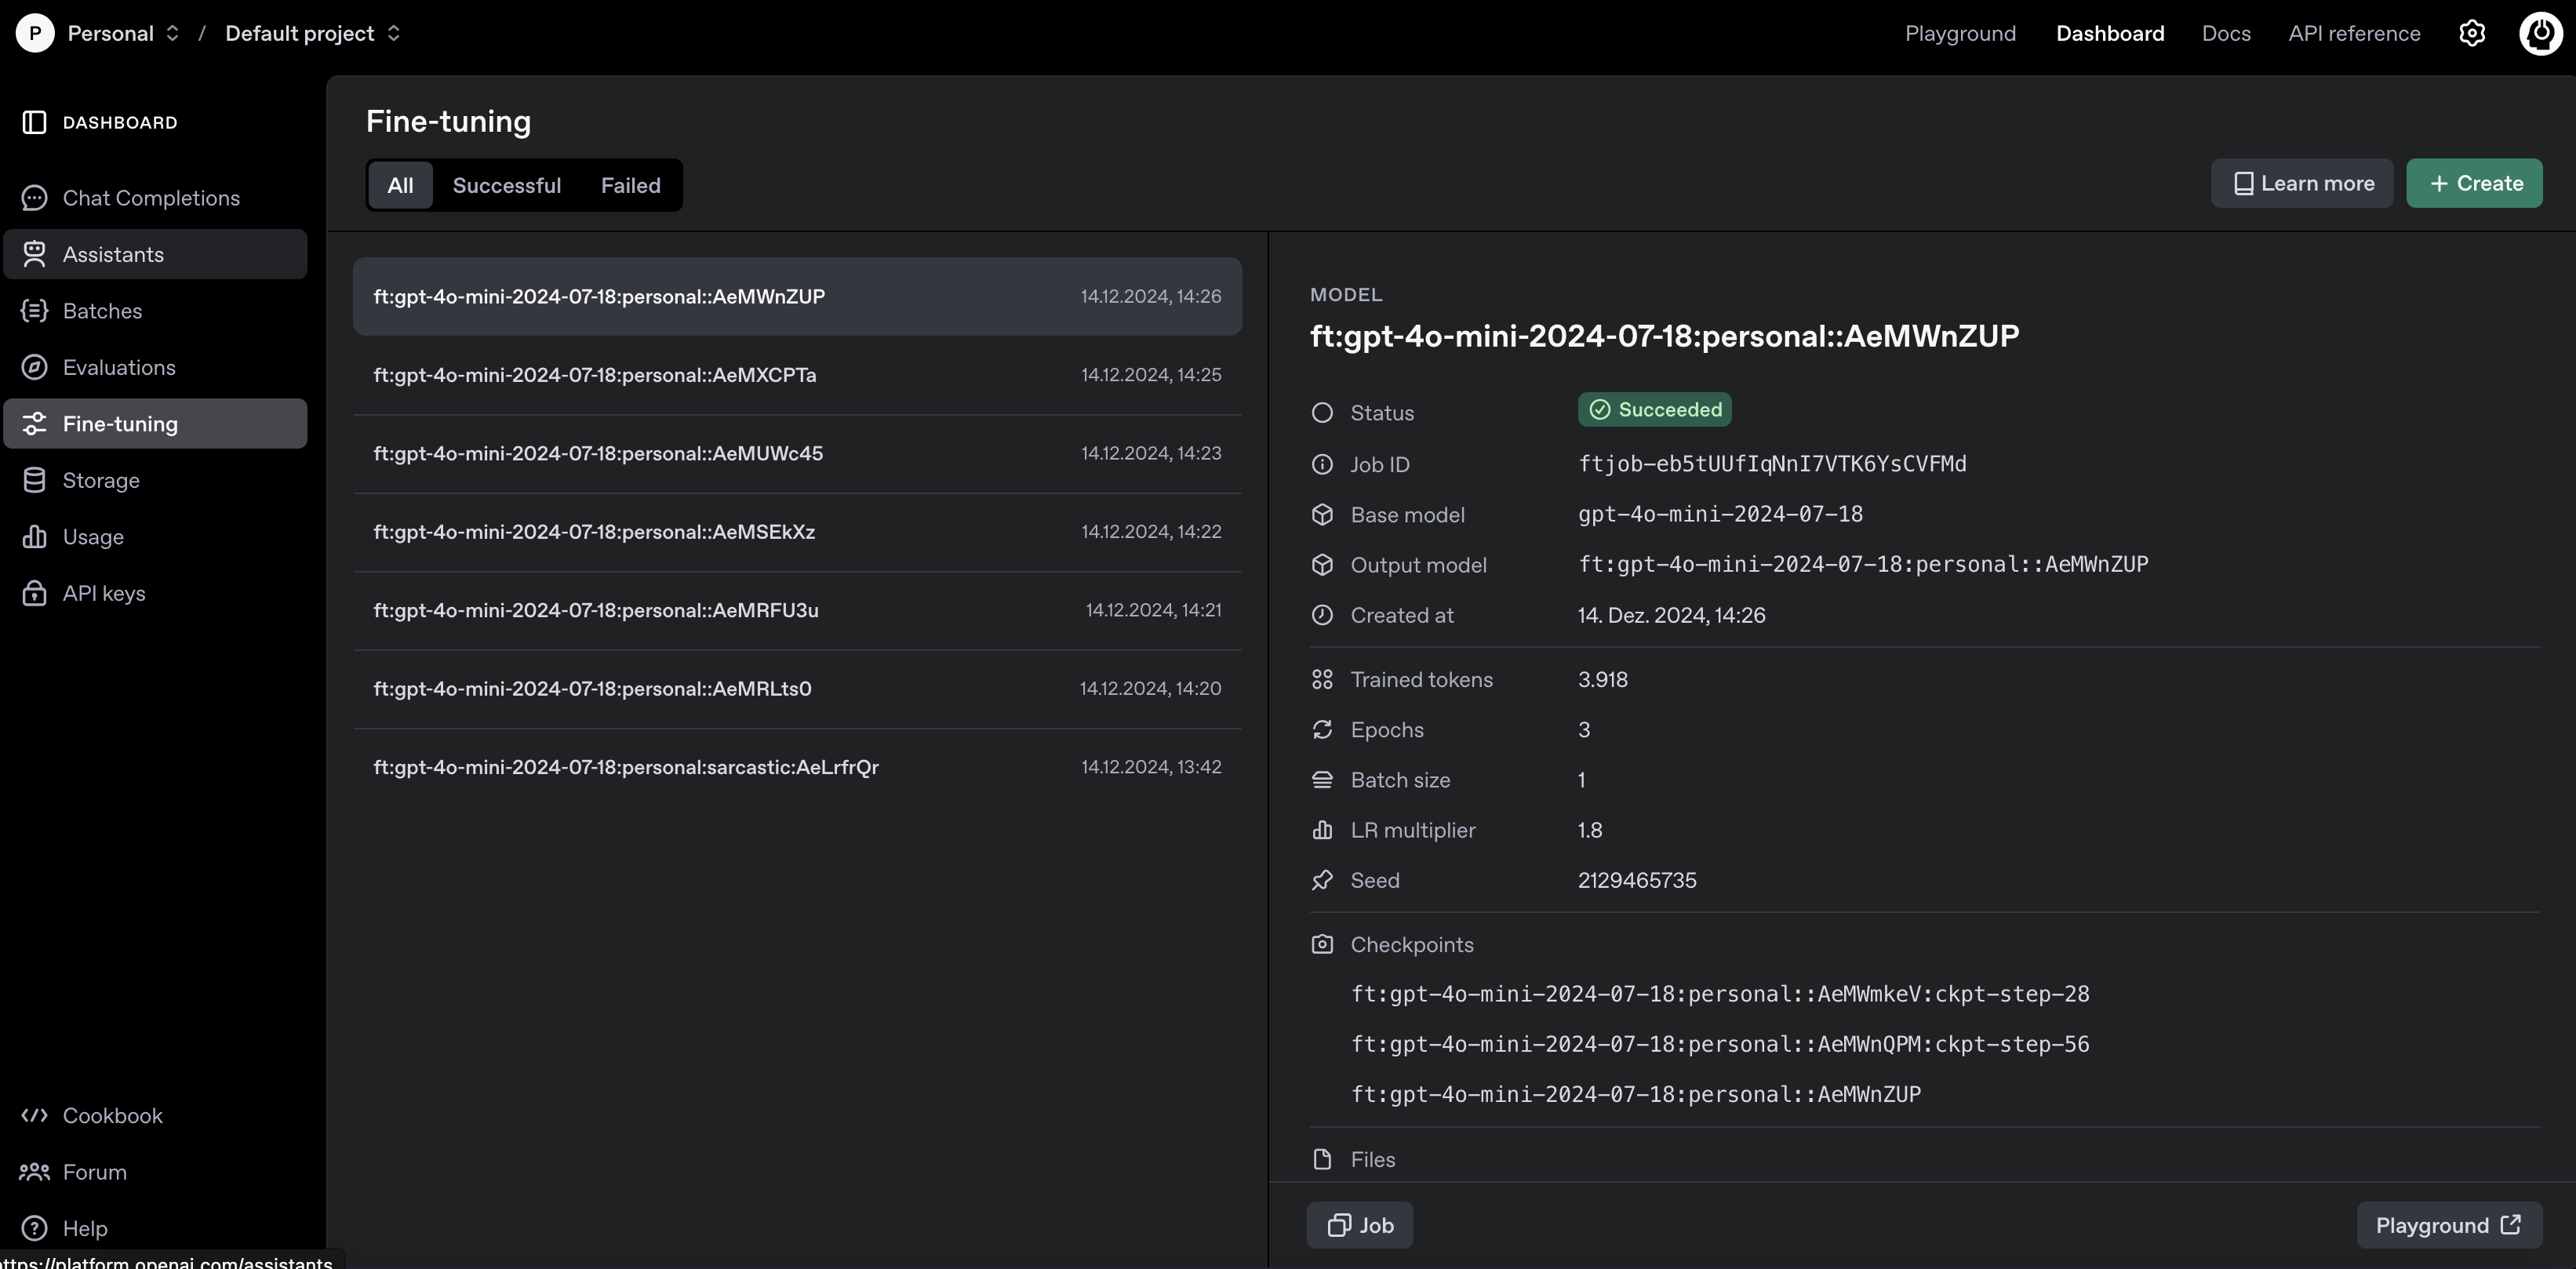 P Personal / Default project
Playground Dashboard Docs API reference
DASHBOARD
Chat Completions
Assistants
Batches
Evaluations
Fine-tuning
Storage
Usage
API keys
Cookbook
Forum
Help
ttps://platform.openai.com/assistants
Fine-tuning
All Successful Failed
Learn more + Create
ft:gpt-4o-mini-2024-07-18:personal::AeMWnZUP 14.12.2024, 14:26
ft:gpt-4o-mini-2024-07-18:personal::AeMXCPTa 14.12.2024, 14:25
ft:gpt-4o-mini-2024-07-18:personal::AeMUWc45 14.12.2024, 14:23
ft:gpt-4o-mini-2024-07-18:personal::AeMSEkXz 14.12.2024, 14:22
ft:gpt-4o-mini-2024-07-18:personal::AeMRFU3u 14.12.2024, 14:21
ft:gpt-4o-mini-2024-07-18:personal::AeMRLts0 14.12.2024, 14:20
ft:gpt-4o-mini-2024-07-18:personal:sarcastic:AeLrfrQr 14.12.2024, 13:42
MODEL
ft:gpt-4o-mini-2024-07-18:personal::AeMWnZUP
Status Succeeded
Job ID ftjob-eb5tUUfIqNnI7VTK6YsCVFMd
Base model gpt-4o-mini-2024-07-18
Output model ft:gpt-4o-mini-2024-07-18:personal::AeMWnZUP
Created at 14. Dez. 2024, 14:26
Trained tokens 3.918
Epochs 3
Batch size 1
LR multiplier 1.8
Seed 2129465735
Checkpoints
ft:gpt-4o-mini-2024-07-18:personal::AeMWmkeV:ckpt-step-28
ft:gpt-4o-mini-2024-07-18:personal::AeMWnQPM:ckpt-step-56
ft:gpt-4o-mini-2024-07-18:personal::AeMWnZUP
Files
Job
Playground